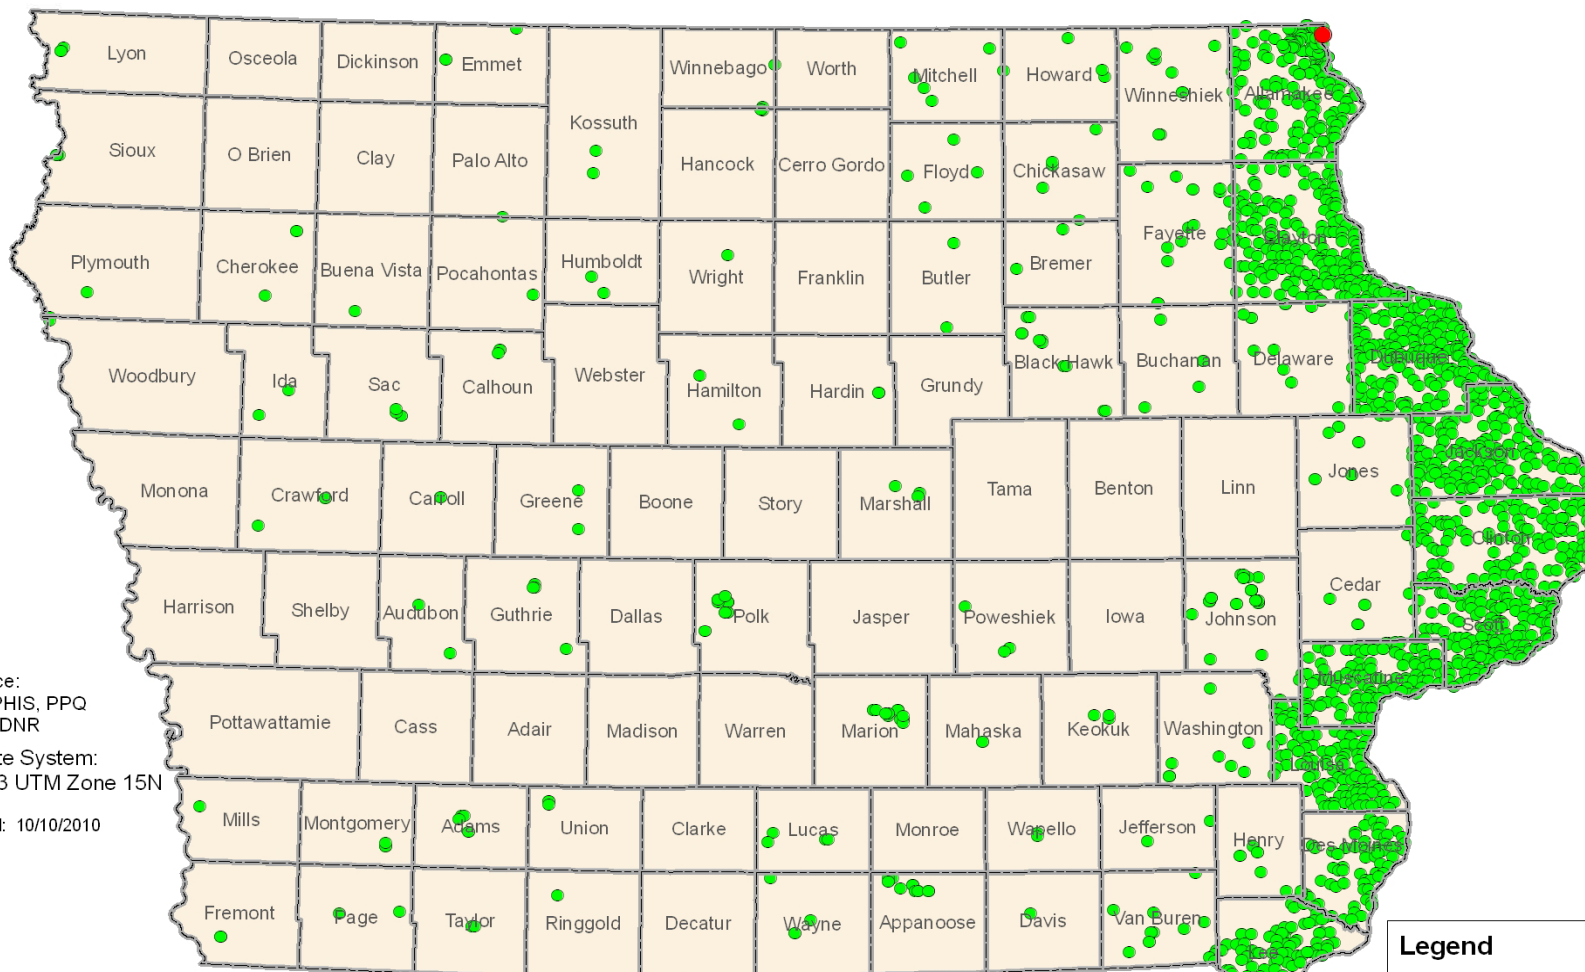 Lyon
Osceola
Dickinson
Emmet
Winnebago
Worth
Mitchell
Howard
Winneshiek
Allamakee
Kossuth
Sioux
O Brien
Clay
Palo Alto
Hancock
Cerro Gordo
Floyd
Chickasaw
Fayette
Clayton
Plymouth
Cherokee
Buena Vista
Pocahontas
Humboldt
Wright
Franklin
Butler
Bremer
Woodbury
Ida
Sac
Calhoun
Webster
Hamilton
Hardin
Grundy
Black Hawk
Buchanan
Delaware
Dubuque
Monona
Crawford
Carroll
Greene
Boone
Story
Marshall
Tama
Benton
Linn
Jones
Jackson
Clinton
Harrison
Shelby
Audubon
Guthrie
Dallas
Polk
Jasper
Poweshiek
Iowa
Johnson
Cedar
Scott
Muscatine
ce:
PHIS, PPQ
DNR
te System:
3 UTM Zone 15N
l: 10/10/2010
Pottawattamie
Cass
Adair
Madison
Warren
Marion
Mahaska
Keokuk
Washington
Louisa
Mills
Montgomery
Adams
Union
Clarke
Lucas
Monroe
Wapello
Jefferson
Henry
Des Moines
Fremont
Page
Taylor
Ringgold
Decatur
Wayne
Appanoose
Davis
Van Buren
Lee
Legend